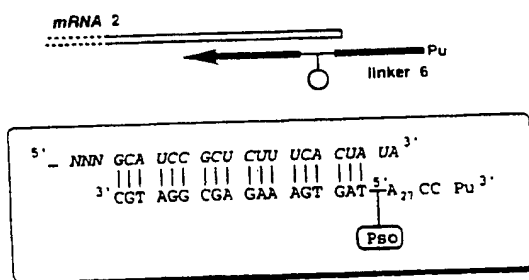 mRNA 2
Pu
linker 6
5'- NNN GCA UCC GCU CUU UCA CUA UA 3'
3' CGT AGG CGA GAA AGT GAT 5' A27 CC Pu 3'
Pso